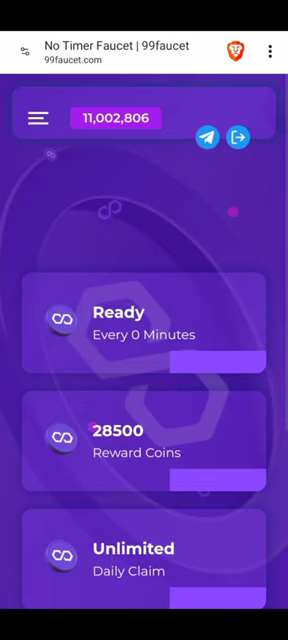 No Timer Faucet | 99faucet
99faucet.com
11,002,806
Ready
Every 0 Minutes
28500
Reward Coins
Unlimited
Daily Claim